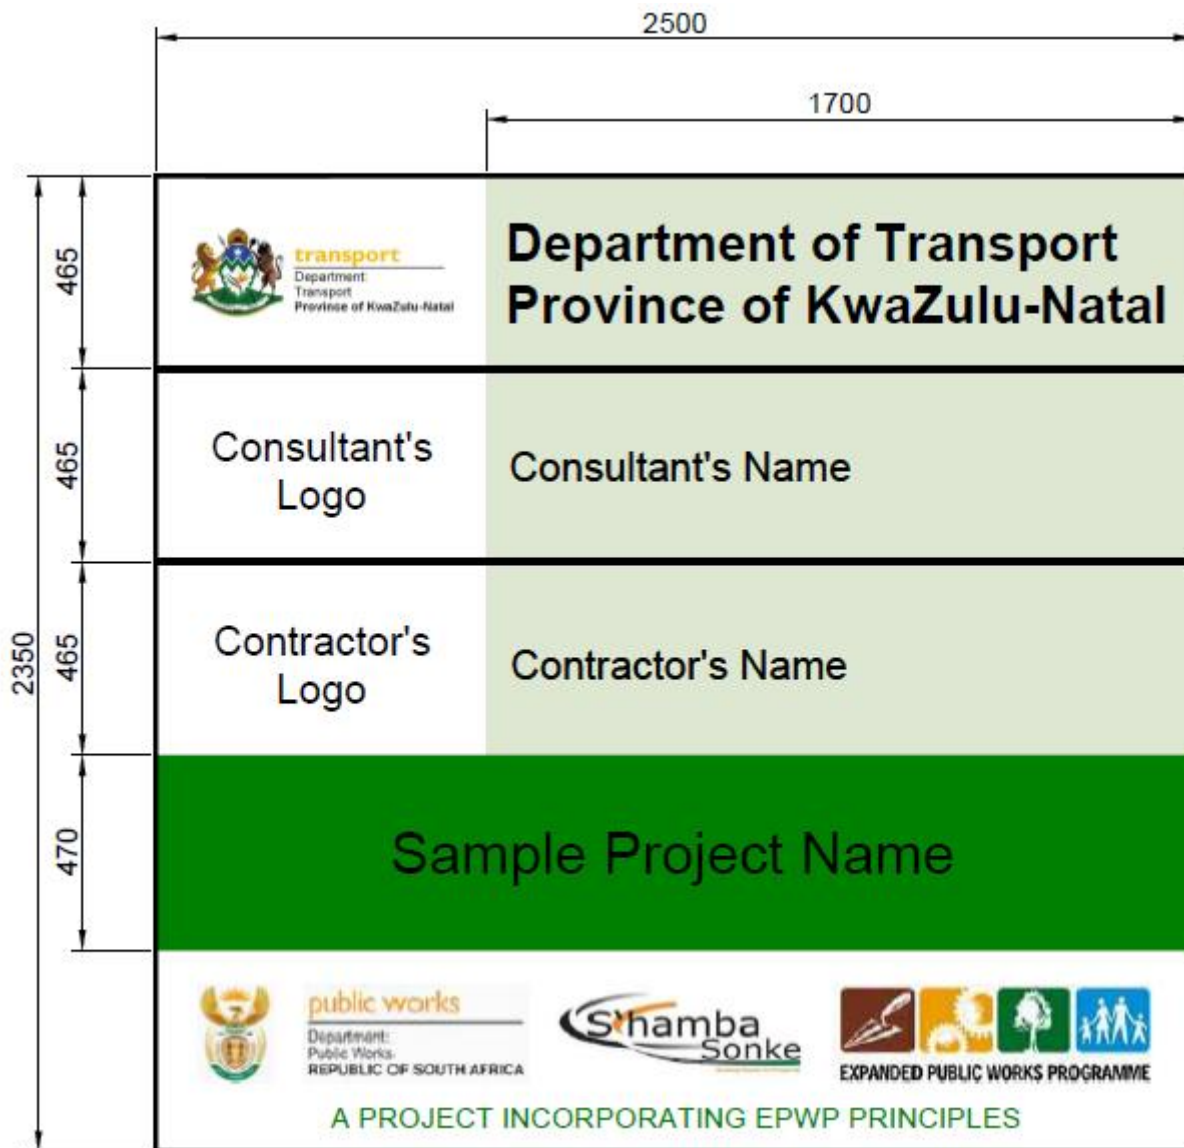 2500
1700
465
transport
Department:
Transport
Province of KwaZulu-Natal
Department of Transport
Province of KwaZulu-Natal
465
Consultant's
Logo
Consultant's Name
2350
465
Contractor's
Logo
Contractor's Name
470
Sample Project Name
public works
Department:
Public Works
REPUBLIC OF SOUTH AFRICA
S'hamba
Sonke
EXPANDED PUBLIC WORKS PROGRAMME
A PROJECT INCORPORATING EPWP PRINCIPLES